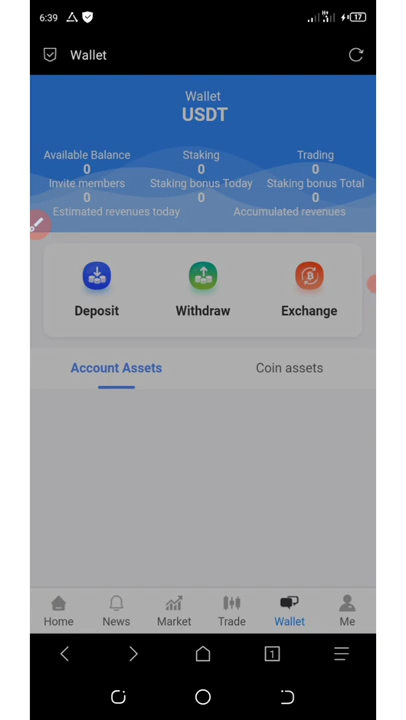 6:39
H+
17
Wallet
Wallet
USDT
Available Balance
Staking
Trading
0
0
0
Invite members
Staking bonus Today
Staking bonus Total
0
0
0
Estimated revenues today
Accumulated revenues
Deposit
Withdraw
Exchange
Account Assets
Coin assets
Home
News
Market
Trade
Wallet
Me
1